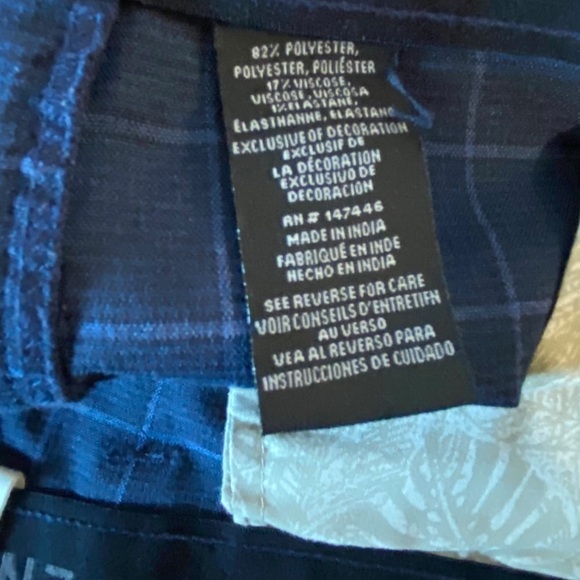 82% POLYESTER,
POLYESTER, POLIÉSTER
17% VISCOSE,
VISCOSE, VISCOSA
1% ELASTANE,
ÉLASTHANNE, ELASTANO
EXCLUSIVE OF DECORATION
EXCLUSIF DE
LA DÉCORATION
EXCLUSIVO DE
DECORACION
RN # 147446
MADE IN INDIA
FABRIQUÉ EN INDE
HECHO EN INDIA
SEE REVERSE FOR CARE
VOIR CONSEILS D'ENTRETIEN
AU VERSO
VEA AL REVERSO PARA
INSTRUCCIONES DE CUIDADO